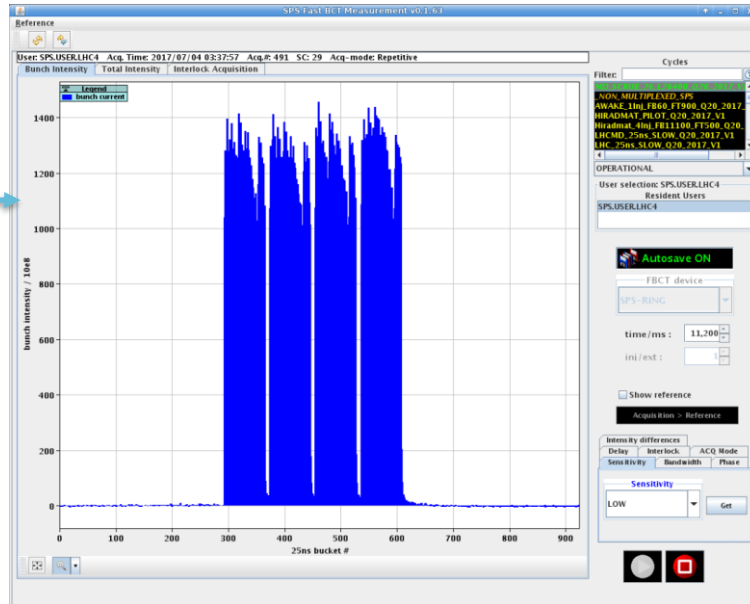 SPS Fast BCT Measurement v0.1.63
Reference
User: SPS.USER.LHC4 Acq. Time: 2017/07/04 03:37:57 Acq.#: 491 SC: 29 Acq-mode: Repetitive
Bunch Intensity Total Intensity Interlock Acquisition
Legend
bunch current
bunch intensity / 10e8
1400
1200
1000
800
600
400
200
0
0 100 200 300 400 500 600 700 800 900
25ns bucket #
Cycles
Filter:
_NON_MULTIPLEXED_SPS
AWAKE_1Inj_FB60_FT900_Q20_2017_
HIRADMAT_PILOT_Q20_2017_V1
Hiradmat_4Inj_FB11100_FT500_Q20_
LHCMD_25ns_SLOW_Q20_2017_V1
LHC_25ns_SLOW_Q20_2017_V1
OPERATIONAL
User selection: SPS.USER.LHC4
Resident Users
SPS.USER.LHC4
Autosave ON
FBCT device
SPS-RING
time/ms : 11,200
inj/ext : 1
Show reference
Acquisition > Reference
Intensity differences
Delay Interlock ACQ Mode
Sensitivity Bandwidth Phase
Sensitivity
LOW Get